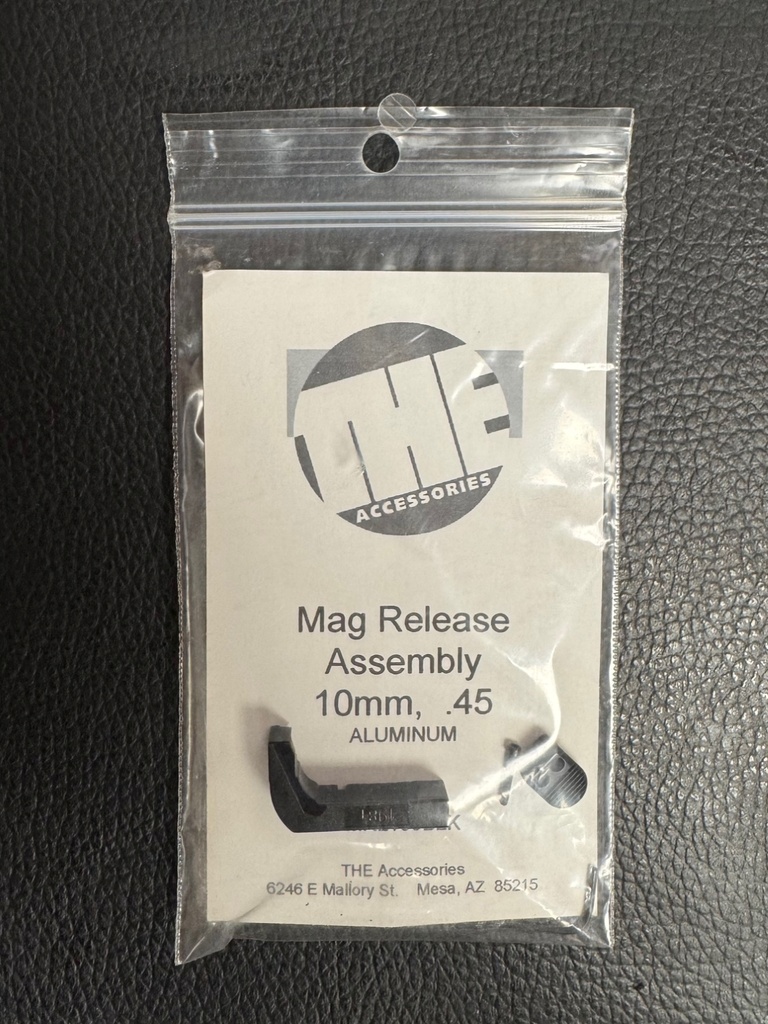 THE
ACCESSORIES
Mag Release
Assembly
10mm, .45
ALUMINUM
THE Accessories
6246 E Mallory St. Mesa, AZ 85215